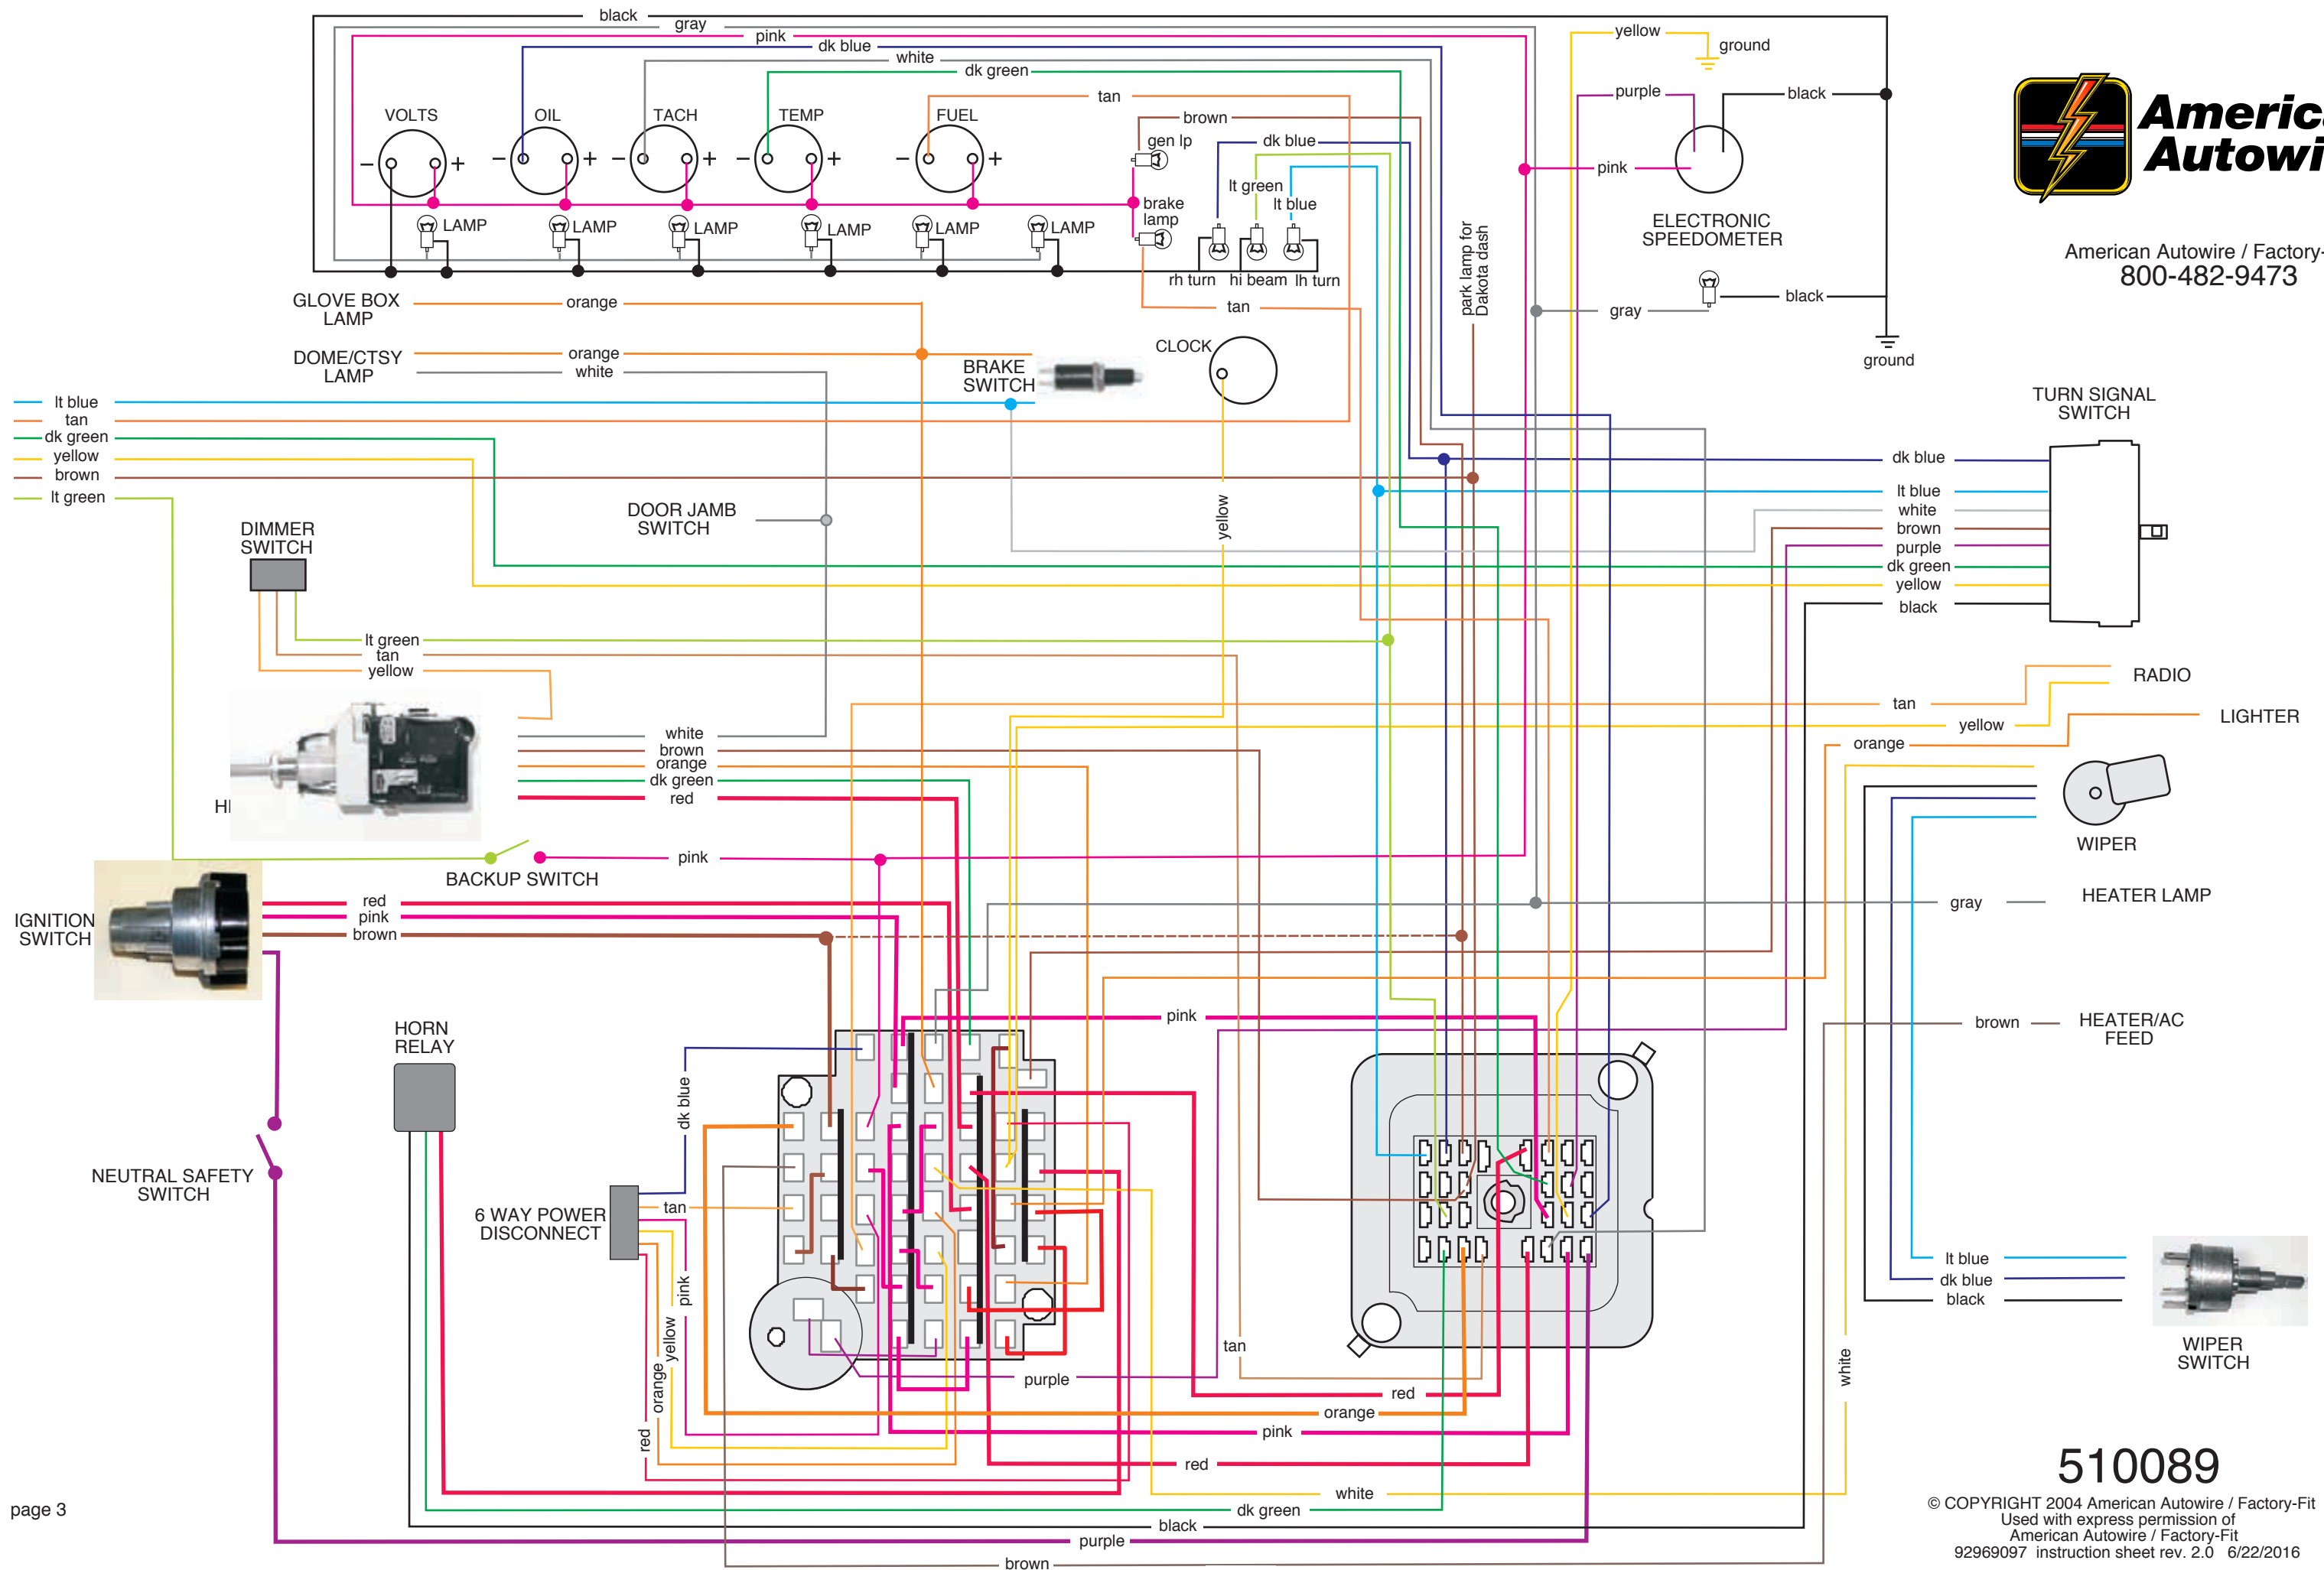 black
gray
pink
dk blue
white
dk green
tan
brown
yellow
ground
purple
black
VOLTS
OIL
TACH
TEMP
FUEL
gen lp
dk blue
lt green
lt blue
pink
LAMP
LAMP
LAMP
LAMP
LAMP
LAMP
brake
lamp
rh turn
hi beam
lh turn
tan
park lamp for
Dakota dash
ELECTRONIC
SPEEDOMETER
gray
black
ground
American Autowire / Factory-
800-482-9473
GLOVE BOX
LAMP
orange
DOME/CTSY
LAMP
orange
white
BRAKE
SWITCH
CLOCK
TURN SIGNAL
SWITCH
lt blue
tan
dk green
yellow
brown
lt green
dk blue
lt blue
white
brown
purple
dk green
yellow
black
DOOR JAMB
SWITCH
yellow
DIMMER
SWITCH
lt green
tan
yellow
RADIO
tan
yellow
LIGHTER
orange
white
brown
orange
dk green
red
WIPER
pink
BACKUP SWITCH
IGNITION
SWITCH
red
pink
brown
gray
HEATER LAMP
HORN
RELAY
pink
brown
HEATER/AC
FEED
dk blue
NEUTRAL SAFETY
SWITCH
6 WAY POWER
DISCONNECT
tan
pink
yellow
orange
red
lt blue
dk blue
black
WIPER
SWITCH
tan
white
purple
red
orange
pink
red
white
dk green
black
purple
brown
510089
© COPYRIGHT 2004 American Autowire / Factory-Fit
Used with express permission of
American Autowire / Factory-Fit
92969097 instruction sheet rev. 2.0 6/22/2016
page 3